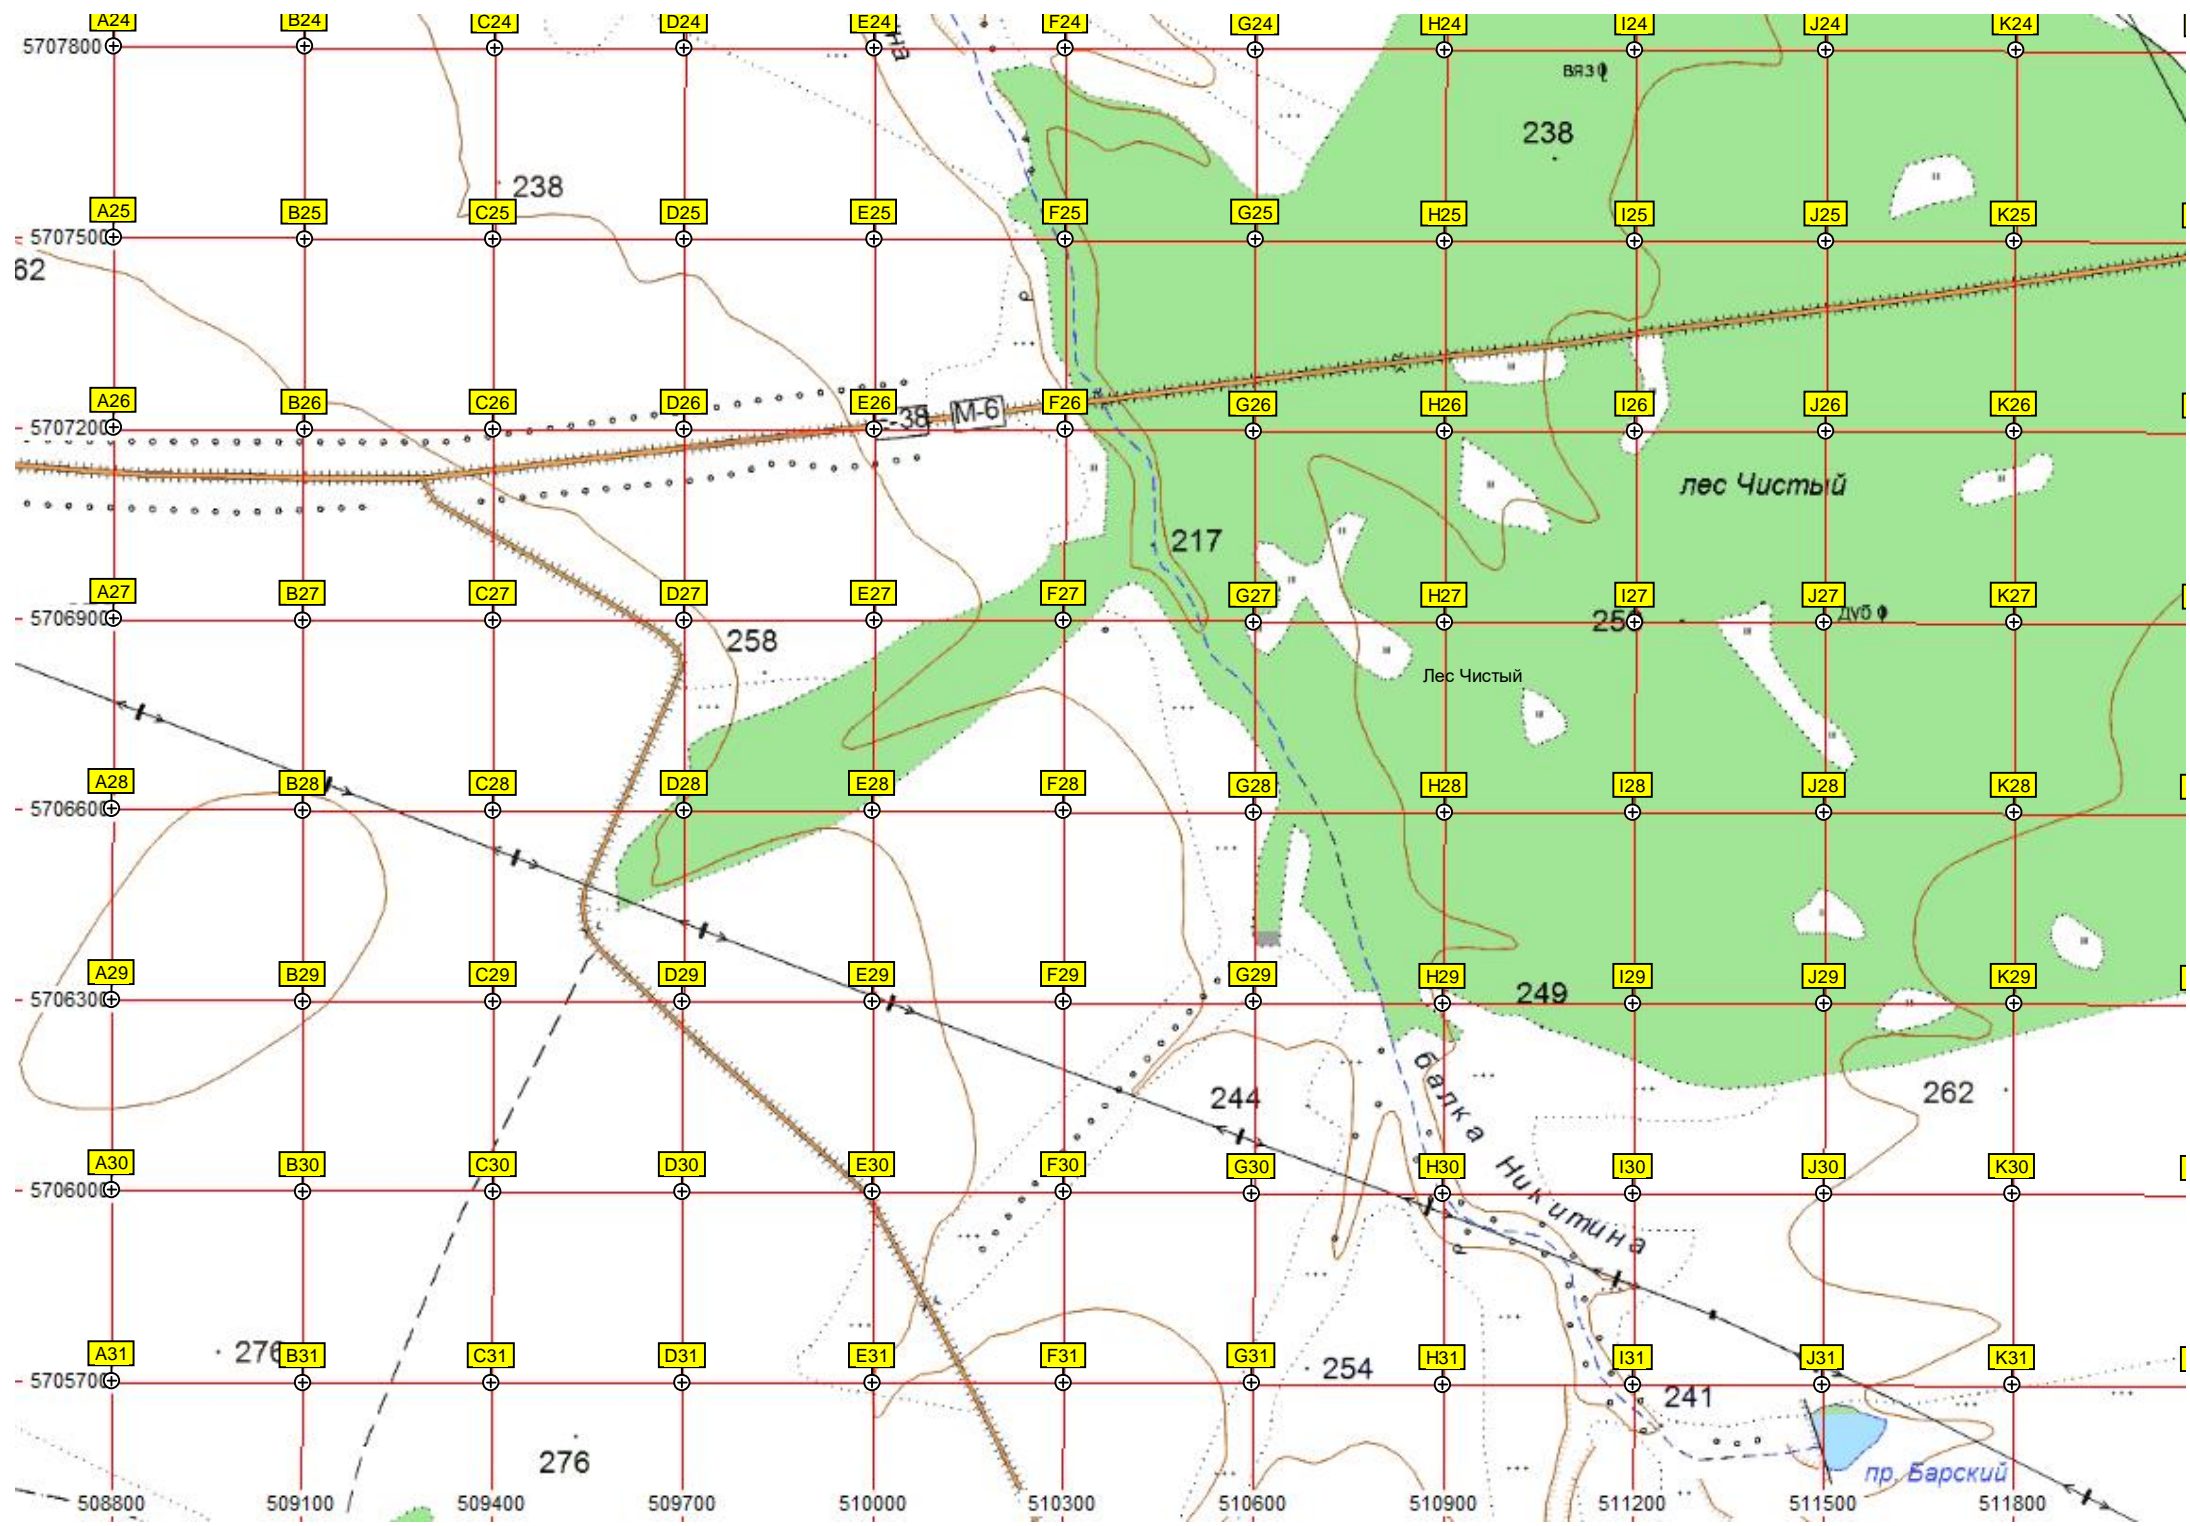 A24 B24 C24 D24 E24 F24 G24 H24 I24 J24 K24
5707800
на
вяз
238
238
A25 B25 C25 D25 E25 F25 G25 H25 I25 J25 K25
5707500
62
A26 B26 C26 D26 E26 F26 G26 H26 I26 J26 K26
5707200
-38 М-6
лес Чистый
217
A27 B27 C27 D27 E27 F27 G27 H27 I27 J27 K27
5706900
дуб
258
Лес Чистый
A28 B28 C28 D28 E28 F28 G28 H28 I28 J28 K28
5706600
A29 B29 C29 D29 E29 F29 G29 H29 I29 J29 K29
5706300
249
244
262
балка Никитина
A30 B30 C30 D30 E30 F30 G30 H30 I30 J30 K30
5706000
A31 B31 C31 D31 E31 F31 G31 H31 I31 J31 K31
5705700
276
254
241
276
пр. Барский
508800 509100 509400 509700 510000 510300 510600 510900 511200 511500 511800